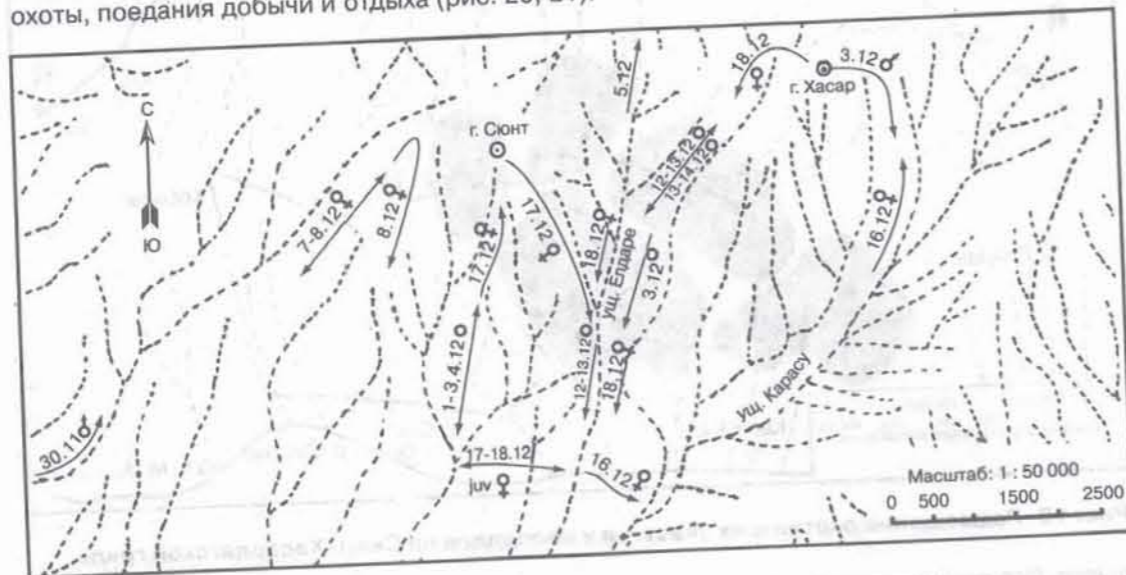 охоты, поедания добычи и отдыха (рис.
С
Ю
г. Сюнт
г. Хасар
5.12
18.12
3.12♂
12-13.12♀
13-14.12♀
7-8.12♀
8.12♀
17.12♀
17.12
18.12♀
ущ. Елдаре
3.12
16.12♀
1-3,4.12
12-13.12
18.12
ущ. Карасу
30.11♂
17-18.12
juv ♀
16.12♀
Масштаб: 1 : 50 000
0 500 1500 2500